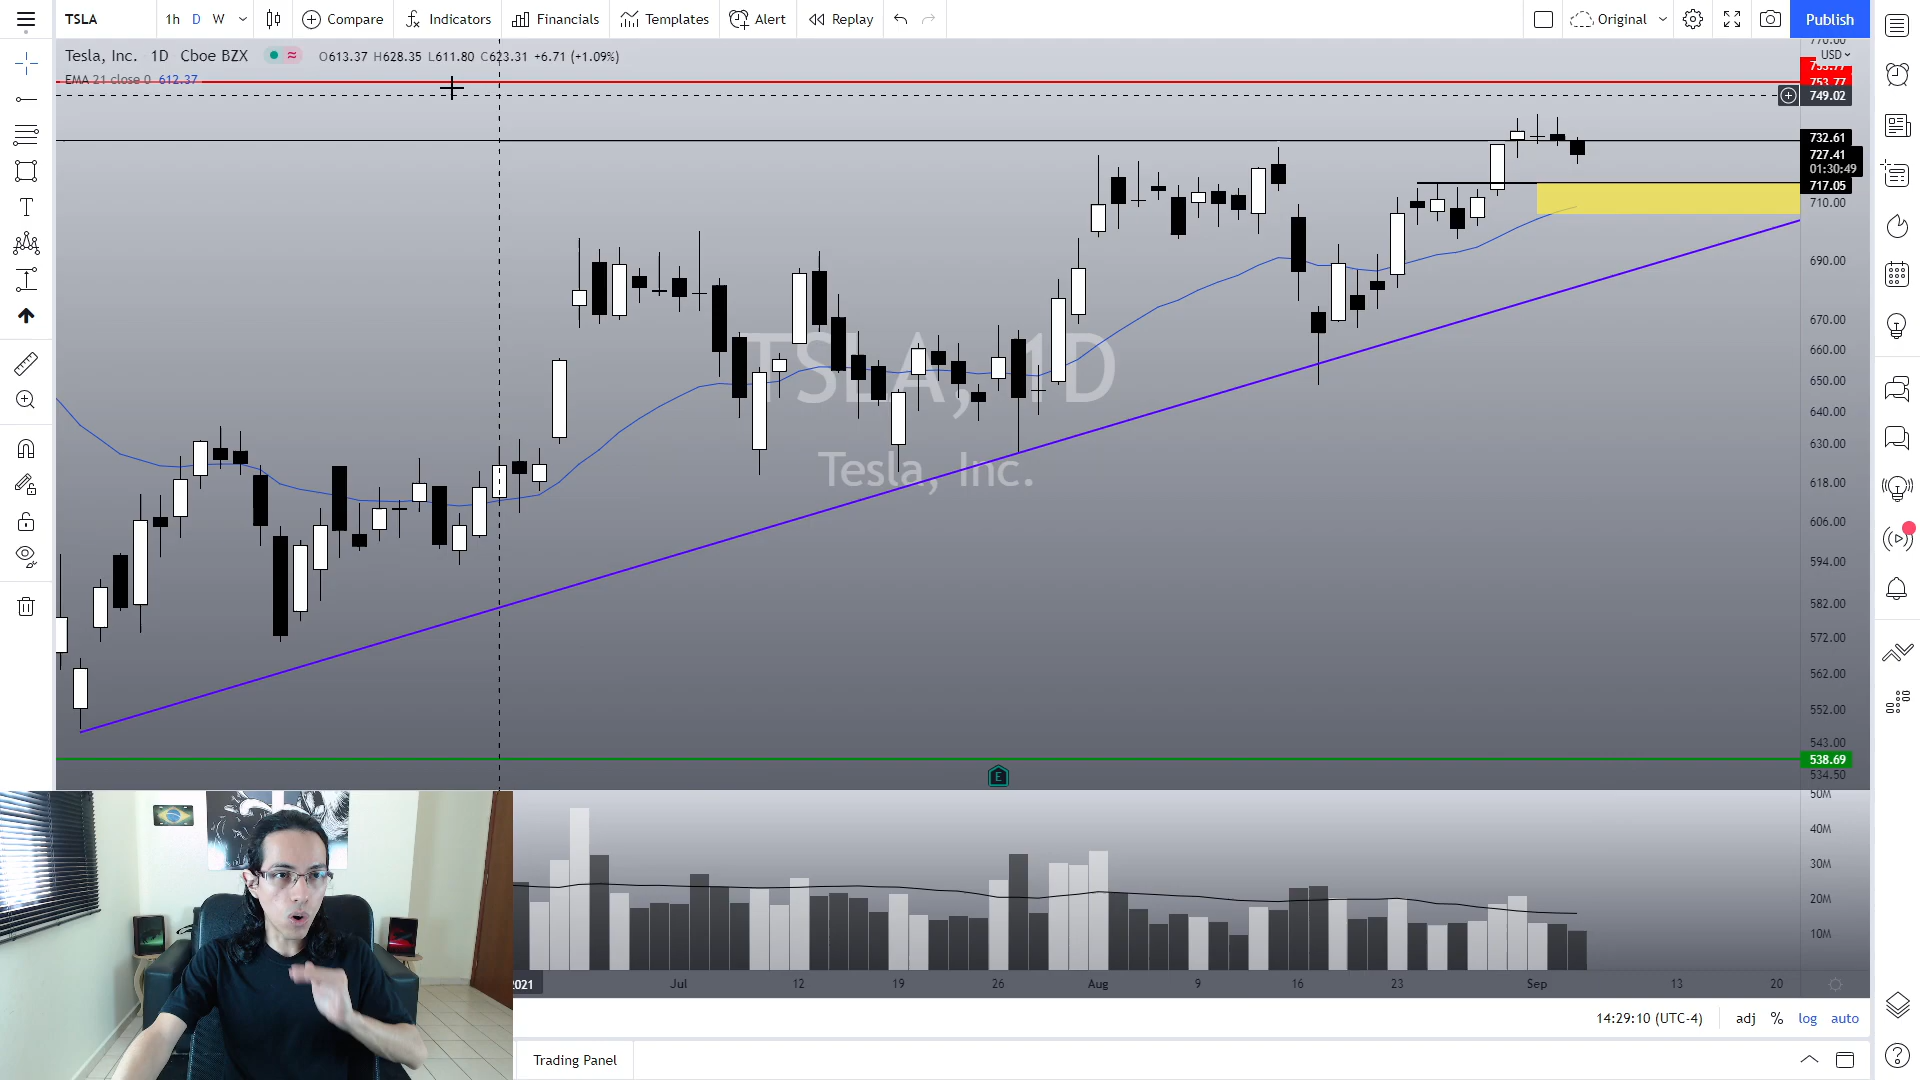 TSLA 1h D W Compare Indicators Financials Templates Alert Replay Original Publish
Tesla, Inc. 1D Cboe BZX O613.37 H628.35 L611.80 C623.31 +6.71 (+1.09%)
EMA 21 close 0 612.37
770.00
USD
753.77
749.02
732.61
727.41
01:30:49
717.05
710.00
690.00
670.00
660.00
650.00
640.00
630.00
618.00
606.00
594.00
582.00
572.00
562.00
552.00
543.00
538.69
534.50
TSLA, 1D
Tesla, Inc.
E
50M
40M
30M
20M
10M
2021 Jul 12 19 26 Aug 9 16 23 Sep 13 20
14:29:10 (UTC-4) adj % log auto
Trading Panel